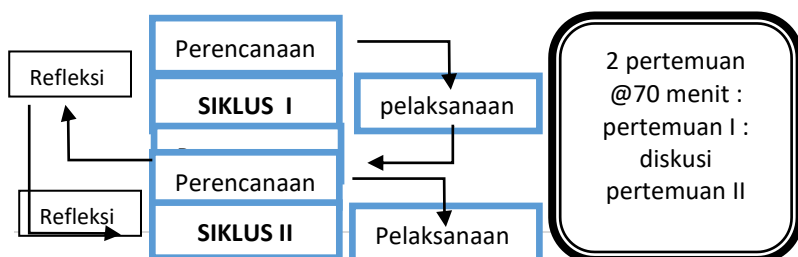 Perencanaan
Refleksi
SIKLUS I
pelaksanaan
Perencanaan
Refleksi
SIKLUS II
Pelaksanaan
2 pertemuan
@70 menit :
pertemuan I :
diskusi
pertemuan II